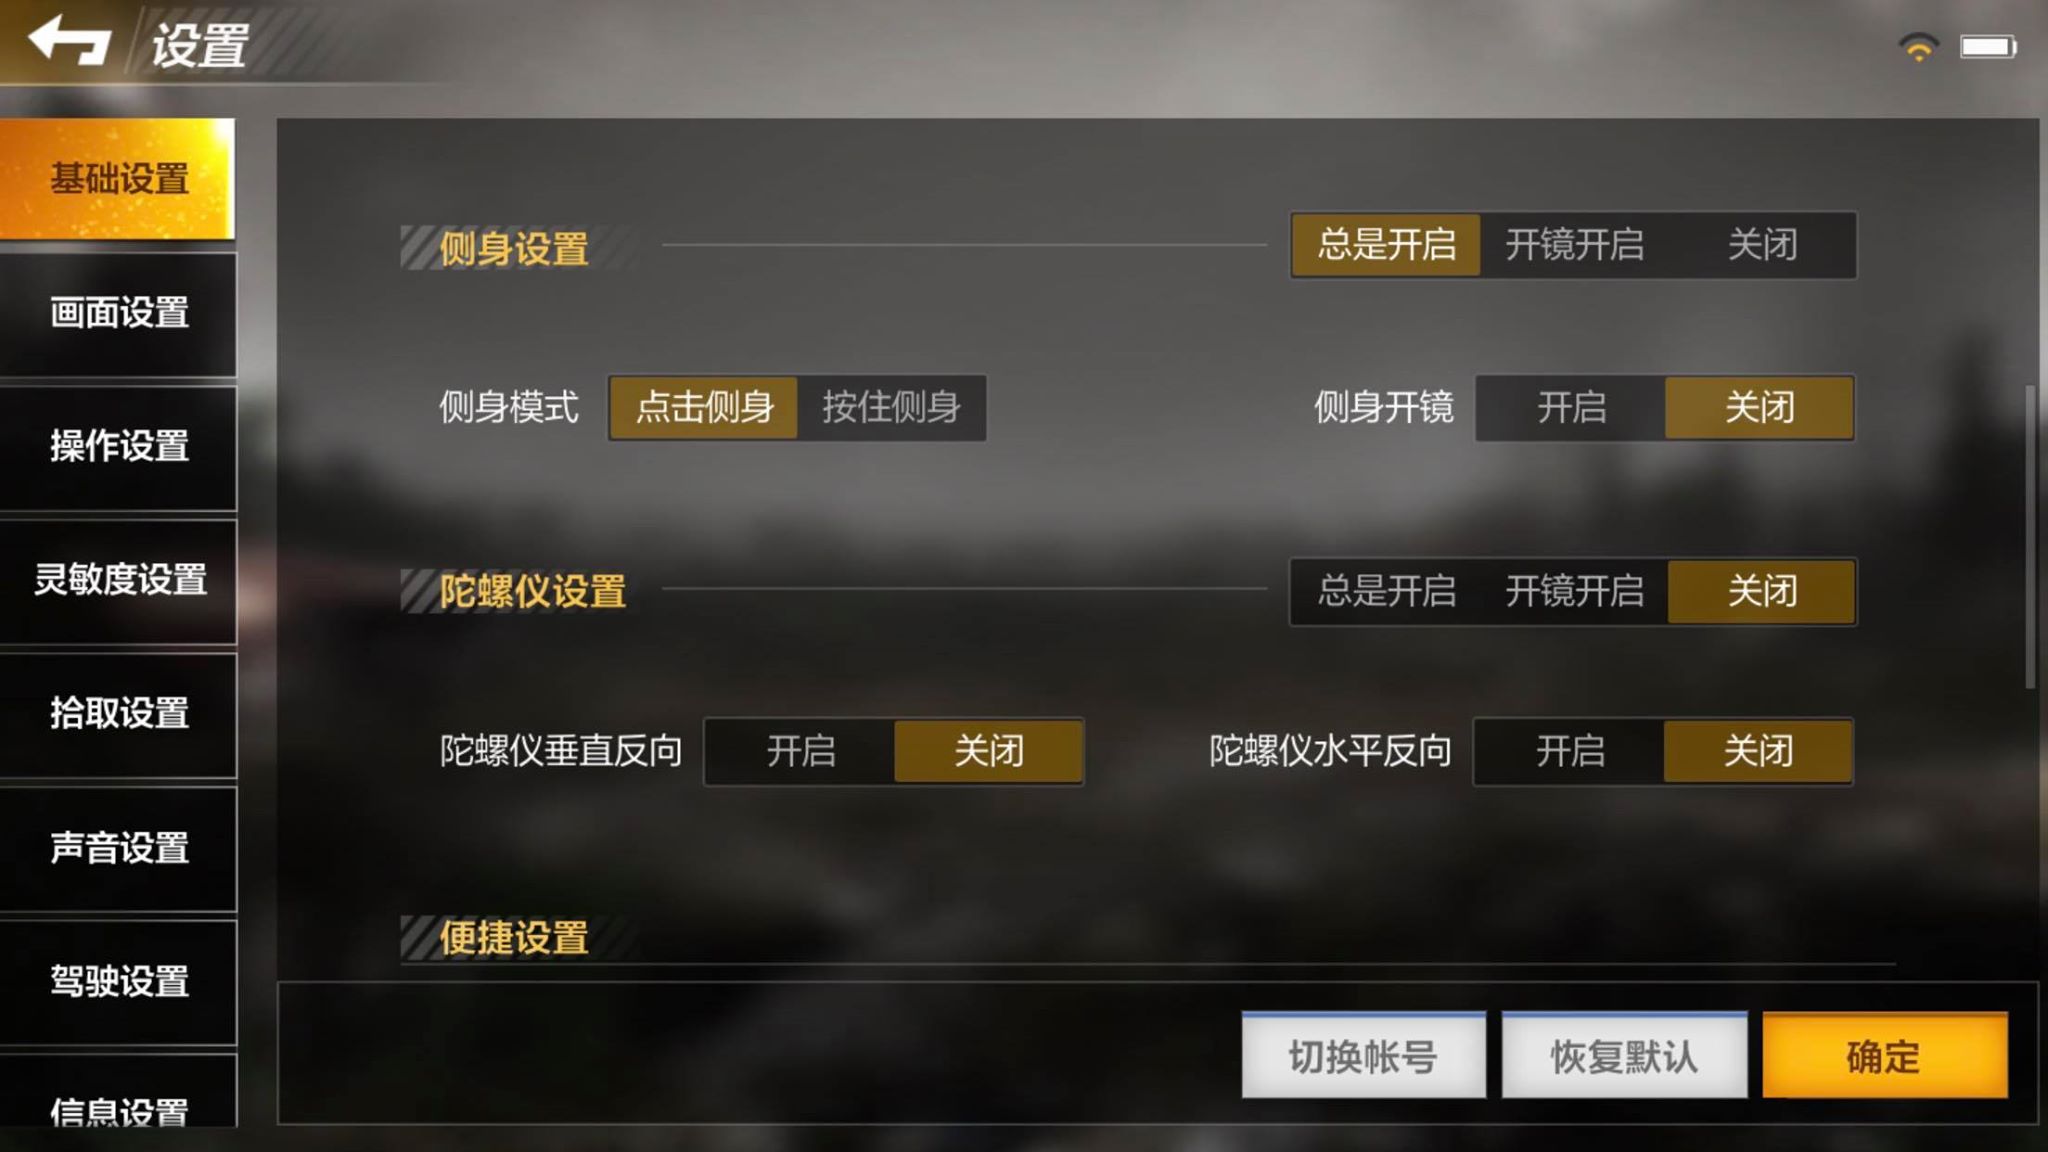 设置
基础设置
画面设置
操作设置
灵敏度设置
拾取设置
声音设置
驾驶设置
信息设置
侧身设置 总是开启 开镜开启 关闭
侧身模式 点击侧身 按住侧身 侧身开镜 开启 关闭
陀螺仪设置 总是开启 开镜开启 关闭
陀螺仪垂直反向 开启 关闭 陀螺仪水平反向 开启 关闭
便捷设置
切换帐号 恢复默认 确定